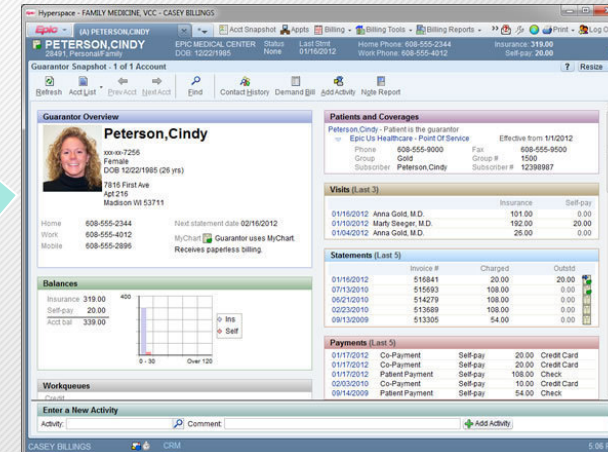 Hyperspace - FAMILY MEDICINE, VCC - CASEY BILLINGS
Epic (A) PETERSON,CINDY Acct Snapshot Appts Billing Billing Tools Billing Reports Print Log O
PETERSON,CINDY EPIC MEDICAL CENTER Status Last Stmt Home Phone: 608-555-2344 Insurance: 319.00
28491, Personal/Family DOB: 12/22/1985 None 01/16/2012 Work Phone: 608-555-4012 Self-pay: 20.00
Guarantor Snapshot - 1 of 1 Account ? Resize
Refresh Acct List Prev Acct Next Acct Find Contact History Demand Bill Add Activity Note Report
Guarantor Overview
Peterson,Cindy
xxx-xx-7256
Female
DOB 12/22/1985 (26 yrs)
7816 First Ave
Apt 216
Madison WI 53711
Home 608-555-2344 Next statement date 02/16/2012
Work 608-555-4012 MyChart Guarantor uses MyChart.
Mobile 608-555-2896 Receives paperless billing.
Balances
Insurance 319.00
Self-pay 20.00
Acct bal 339.00
400
Ins
Self
0 - 30 Over 120
Workqueues
Credit
Patients and Coverages
Peterson,Cindy - Patient is the guarantor
Epic Us Healthcare - Point Of Service Effective from 1/1/2012
Phone 608-555-9000 Fax 608-555-9500
Group Gold Group # 1500
Subscriber Peterson,Cindy Subscriber # 12398987
Visits (Last 3)
Insurance Self-pay
01/16/2012 Anna Gold, M.D. 101.00 0.00
01/10/2012 Marty Seeger, M.D. 192.00 20.00
01/04/2012 Anna Gold, M.D. 26.00 0.00
Statements (Last 5)
Invoice # Charged Outstd
01/16/2012 516841 20.00 20.00
07/13/2010 515693 108.00 0.00
06/21/2010 514279 108.00 0.00
02/23/2010 513689 108.00 0.00
09/13/2009 513305 54.00 0.00
Payments (Last 5)
01/17/2012 Co-Payment Self-pay 20.00 Credit Card
01/17/2012 Co-Payment Self-pay 20.00 Credit Card
01/17/2012 Patient Payment Self-pay 108.00 Check
02/03/2010 Co-Payment Self-pay 10.00 Credit Card
09/14/2009 Patient Payment Self-pay 54.00 Check
Enter a New Activity
Activity: Comment: Add Activity
CASEY BILLINGS CRM 5:06 P